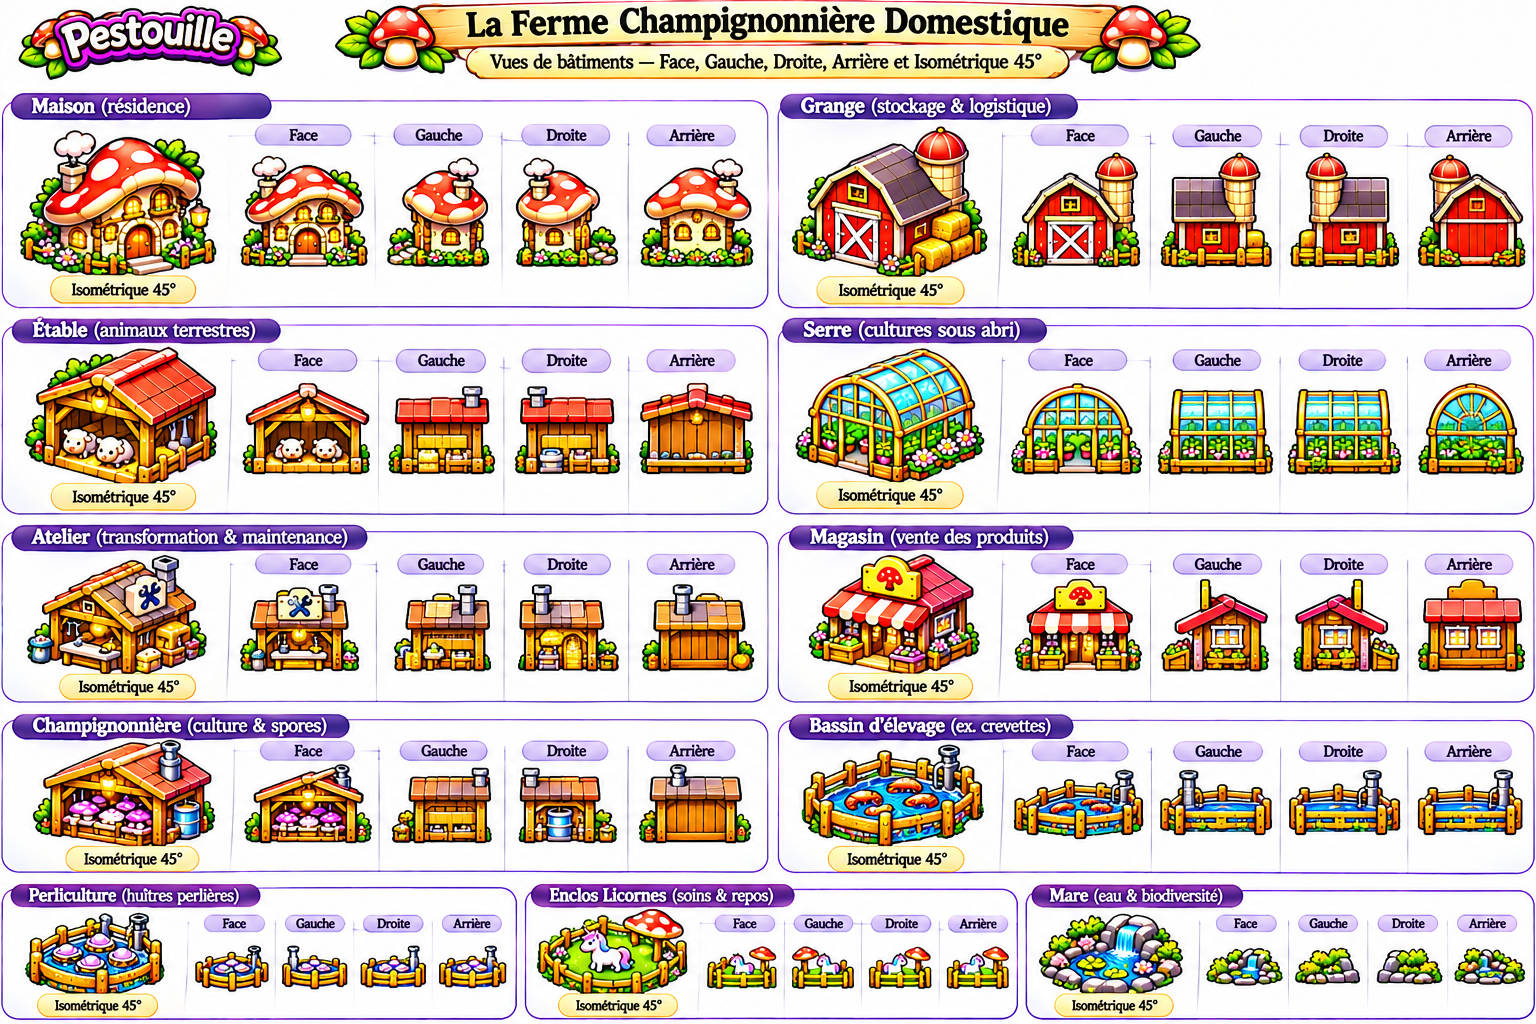 Pestouille
La Ferme Champignonnière Domestique
Vues de bâtiments — Face, Gauche, Droite, Arrière et Isométrique 45°
Maison (résidence)
Face
Gauche
Droite
Arrière
Isométrique 45°
Grange (stockage & logistique)
Face
Gauche
Droite
Arrière
Isométrique 45°
Étable (animaux terrestres)
Face
Gauche
Droite
Arrière
Isométrique 45°
Serre (cultures sous abri)
Face
Gauche
Droite
Arrière
Isométrique 45°
Atelier (transformation & maintenance)
Face
Gauche
Droite
Arrière
Isométrique 45°
Magasin (vente des produits)
Face
Gauche
Droite
Arrière
Isométrique 45°
Champignonnière (culture & spores)
Face
Gauche
Droite
Arrière
Isométrique 45°
Bassin d'élevage (ex. crevettes)
Face
Gauche
Droite
Arrière
Isométrique 45°
Perliculture (huîtres perlières)
Face
Gauche
Droite
Arrière
Isométrique 45°
Enclos Licornes (soins & repos)
Face
Gauche
Droite
Arrière
Isométrique 45°
Mare (eau & biodiversité)
Face
Gauche
Droite
Arrière
Isométrique 45°